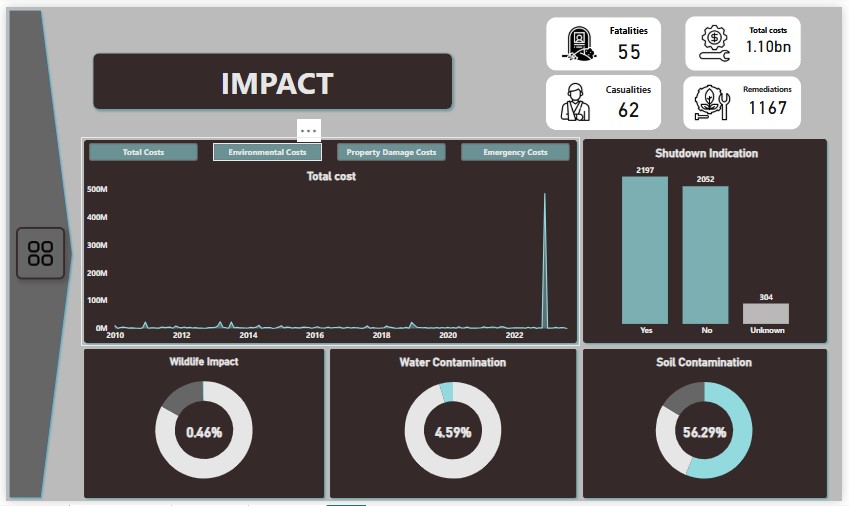 IMPACT
Fatalities
55
Total costs
1.10bn
Casualities
62
Remediations
1167
Total Costs
Environmental Costs
Property Damage Costs
Emergency Costs
Total cost
500M
400M
300M
200M
100M
0M
2010
2012
2014
2016
2018
2020
2022
Shutdown Indication
2197
2052
304
Yes
No
Unknown
Wildlife Impact
0.46%
Water Contamination
4.59%
Soil Contamination
56.29%